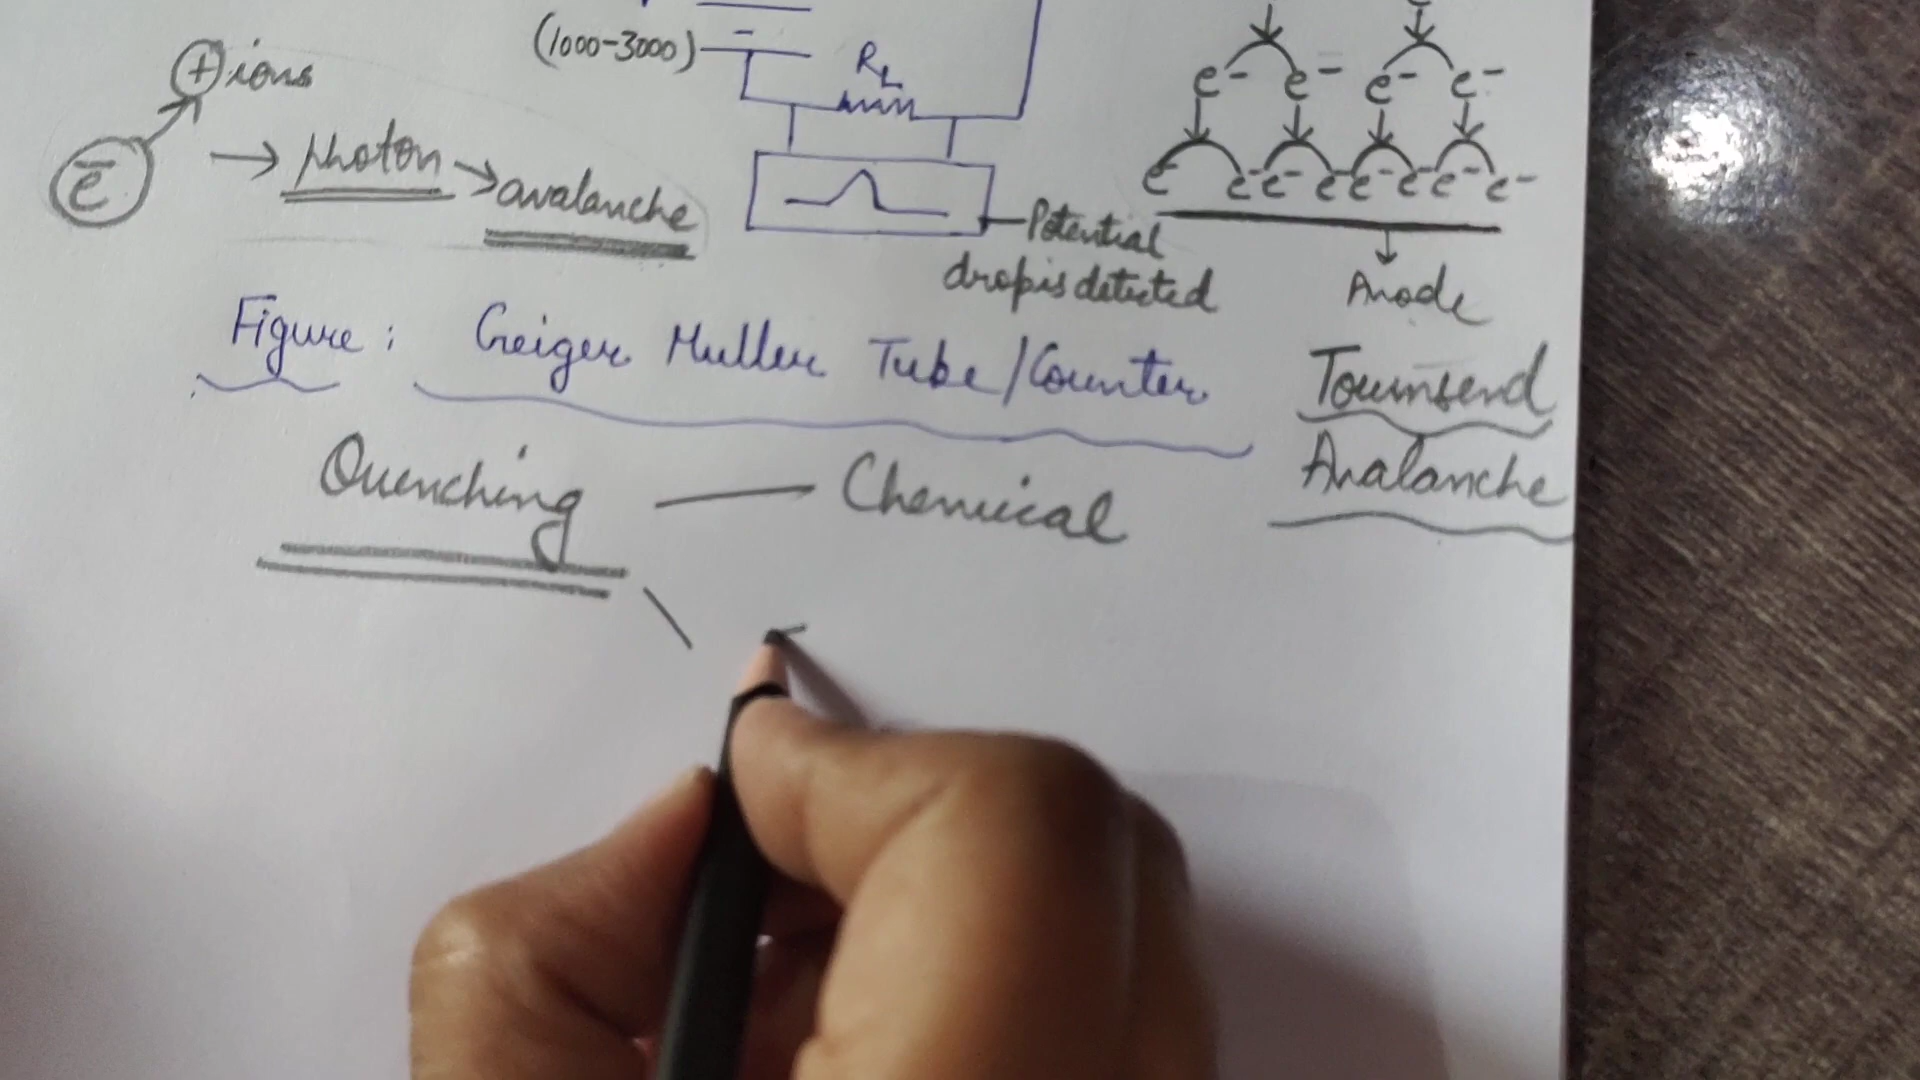 (1000-3000)
-
RL
+ ions
e-
→ photon → avalanche
e- e- e- e-
e- e- e- e- e- e- e- e-
Potential
drop is detected
Anode
Figure: Geiger Muller Tube/Counter
Townsend
Avalanche
Quenching — Chemical